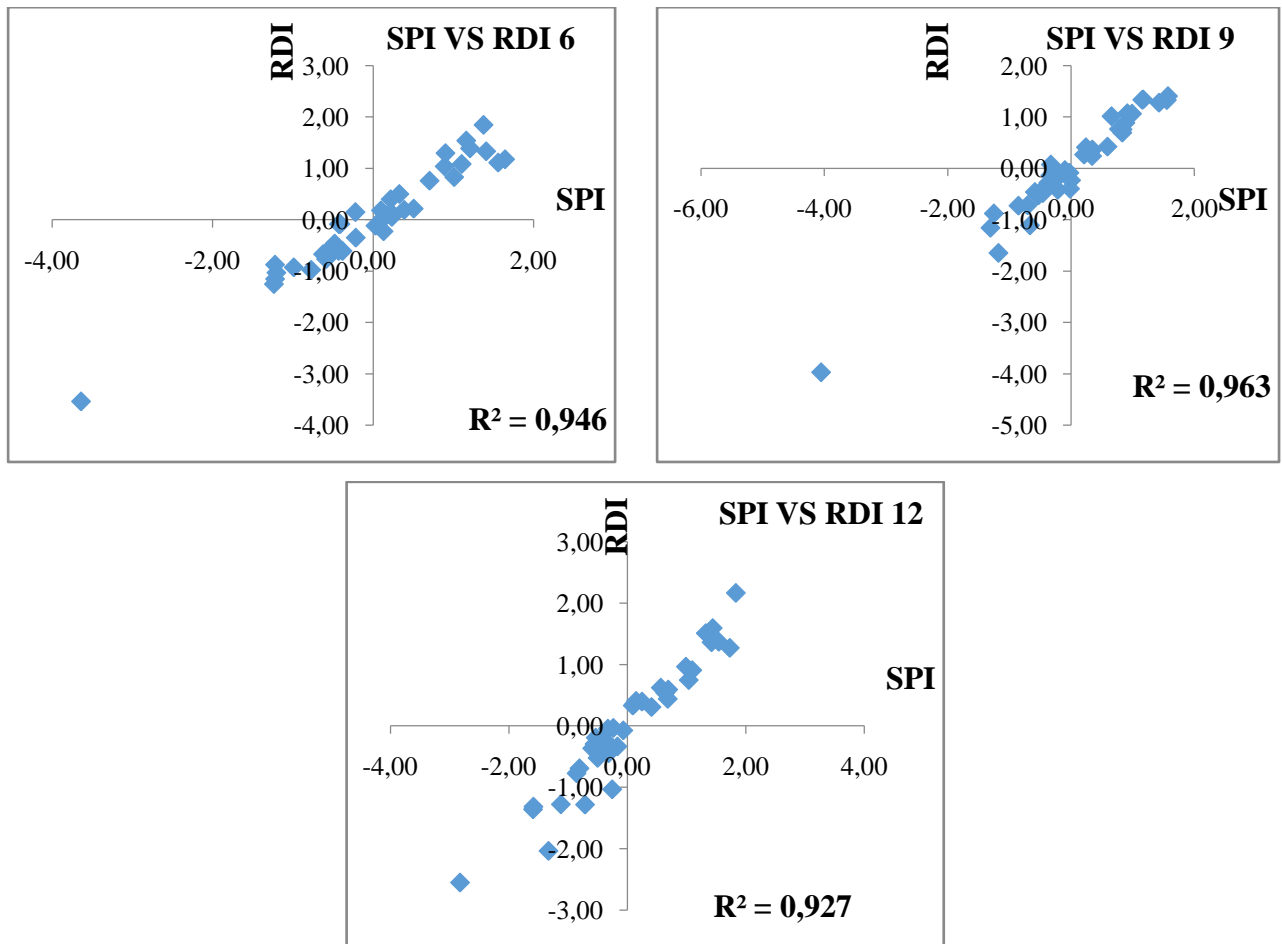 SPI VS RDI 6
RDI
3,00
2,00
1,00
0,00
-1,00
-2,00
-3,00
-4,00
-4,00 -2,00 0,00 2,00
SPI
R² = 0,946
SPI VS RDI 9
RDI
2,00
1,00
0,00
-1,00
-2,00
-3,00
-4,00
-5,00
-6,00 -4,00 -2,00 0,00 2,00
SPI
R² = 0,963
SPI VS RDI 12
RDI
3,00
2,00
1,00
0,00
-1,00
-2,00
-3,00
-4,00 -2,00 0,00 2,00 4,00
SPI
R² = 0,927